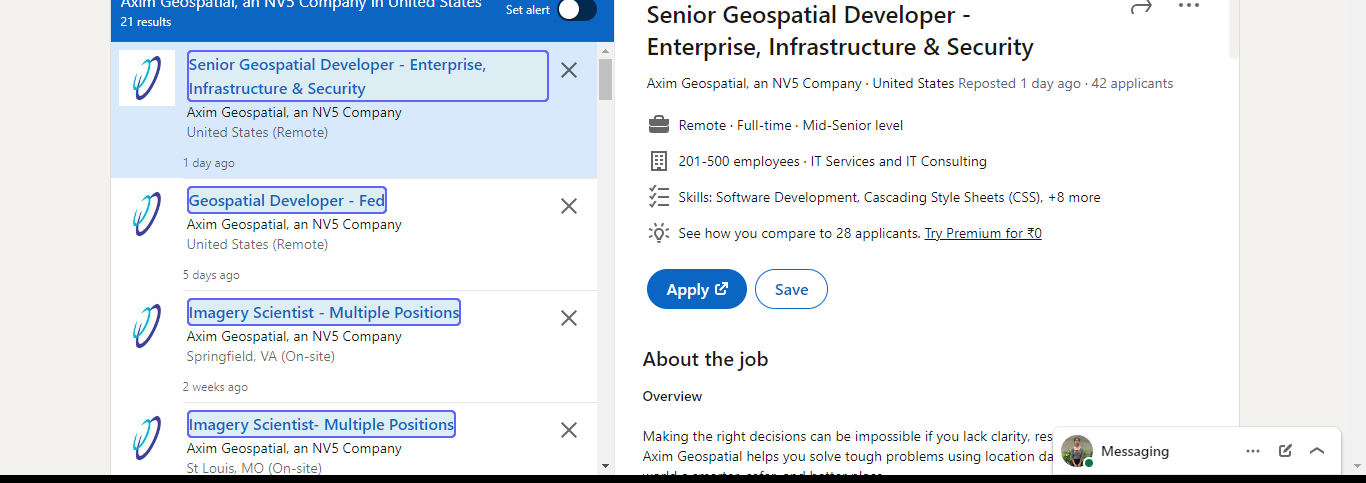 Axim Geospatial, an NV5 Company in United States
21 results
Set alert
Senior Geospatial Developer - Enterprise,
Infrastructure & Security
Axim Geospatial, an NV5 Company
United States (Remote)
1 day ago
Geospatial Developer - Fed
Axim Geospatial, an NV5 Company
United States (Remote)
5 days ago
Imagery Scientist - Multiple Positions
Axim Geospatial, an NV5 Company
Springfield, VA (On-site)
2 weeks ago
Imagery Scientist- Multiple Positions
Axim Geospatial, an NV5 Company
St Louis, MO (On-site)
Senior Geospatial Developer -
Enterprise, Infrastructure & Security
Axim Geospatial, an NV5 Company · United States Reposted 1 day ago · 42 applicants
Remote · Full-time · Mid-Senior level
201-500 employees · IT Services and IT Consulting
Skills: Software Development, Cascading Style Sheets (CSS), +8 more
See how you compare to 28 applicants. Try Premium for ₹0
Apply
Save
About the job
Overview
Making the right decisions can be impossible if you lack clarity,
Axim Geospatial helps you solve tough problems using location
world a smarter, safer, and better place
Messaging